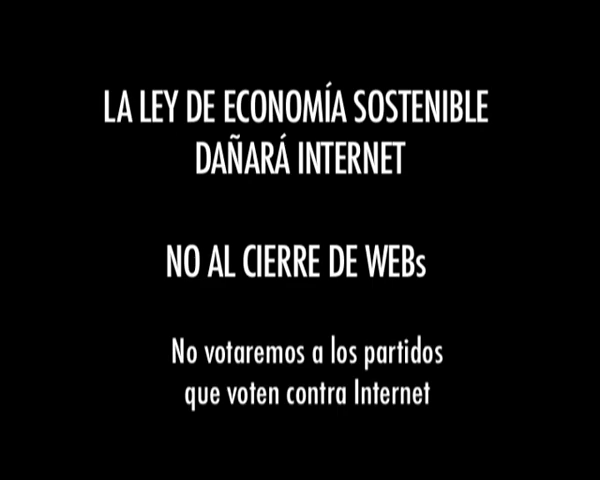 LA LEY DE ECONOMÍA SOSTENIBLE
DAÑARÁ INTERNET
NO AL CIERRE DE WEBs
No votaremos a los partidos
que voten contra Internet